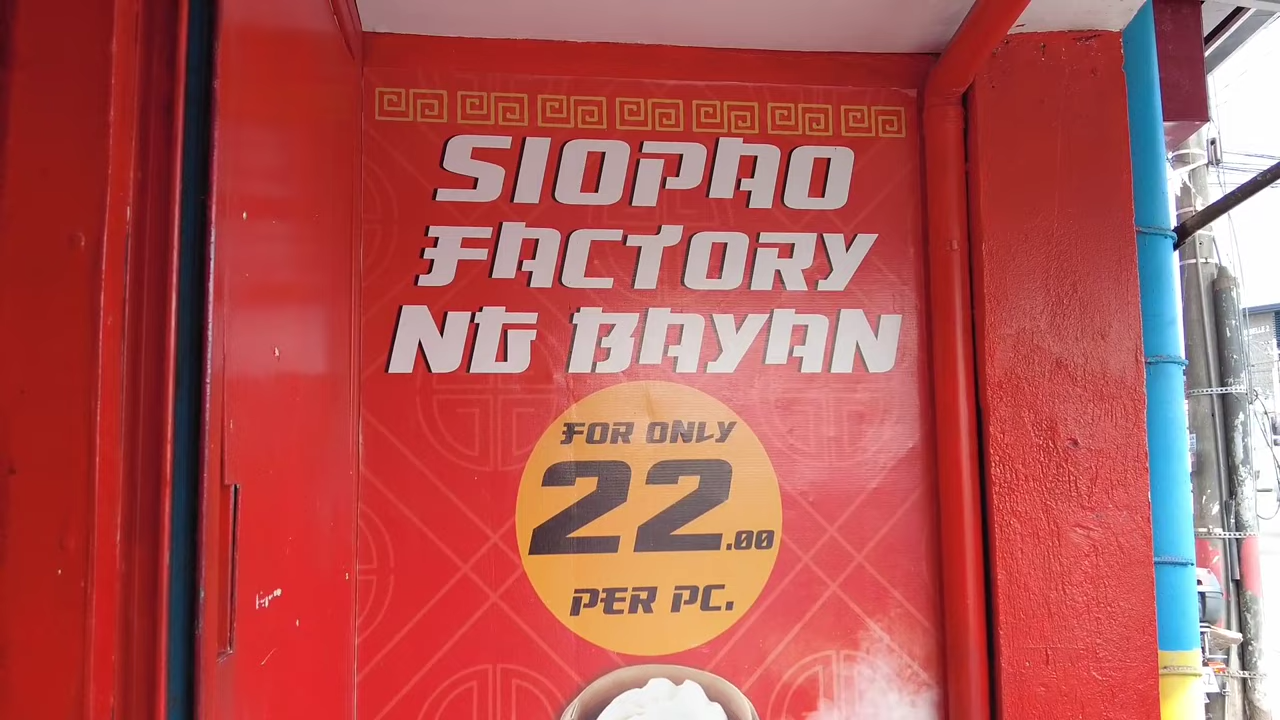 SIOPAO
FACTORY
NG BAYAN
FOR ONLY
22.00
PER PC.